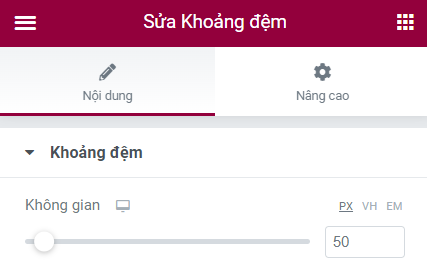 Sửa Khoảng đệm
Nội dung
Nâng cao
Khoảng đệm
Không gian PX VH EM
50